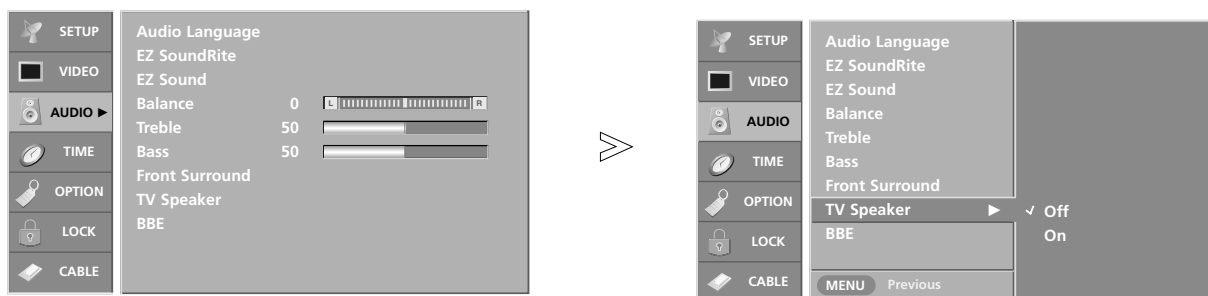 SETUP
VIDEO
AUDIO ►
TIME
OPTION
LOCK
CABLE
Audio Language
EZ SoundRite
EZ Sound
Balance 0 L R
Treble 50
Bass 50
Front Surround
TV Speaker
BBE
SETUP
VIDEO
AUDIO
TIME
OPTION
LOCK
CABLE
Audio Language
EZ SoundRite
EZ Sound
Balance
Treble
Bass
Front Surround
TV Speaker ► ✓ Off
BBE On
MENU Previous